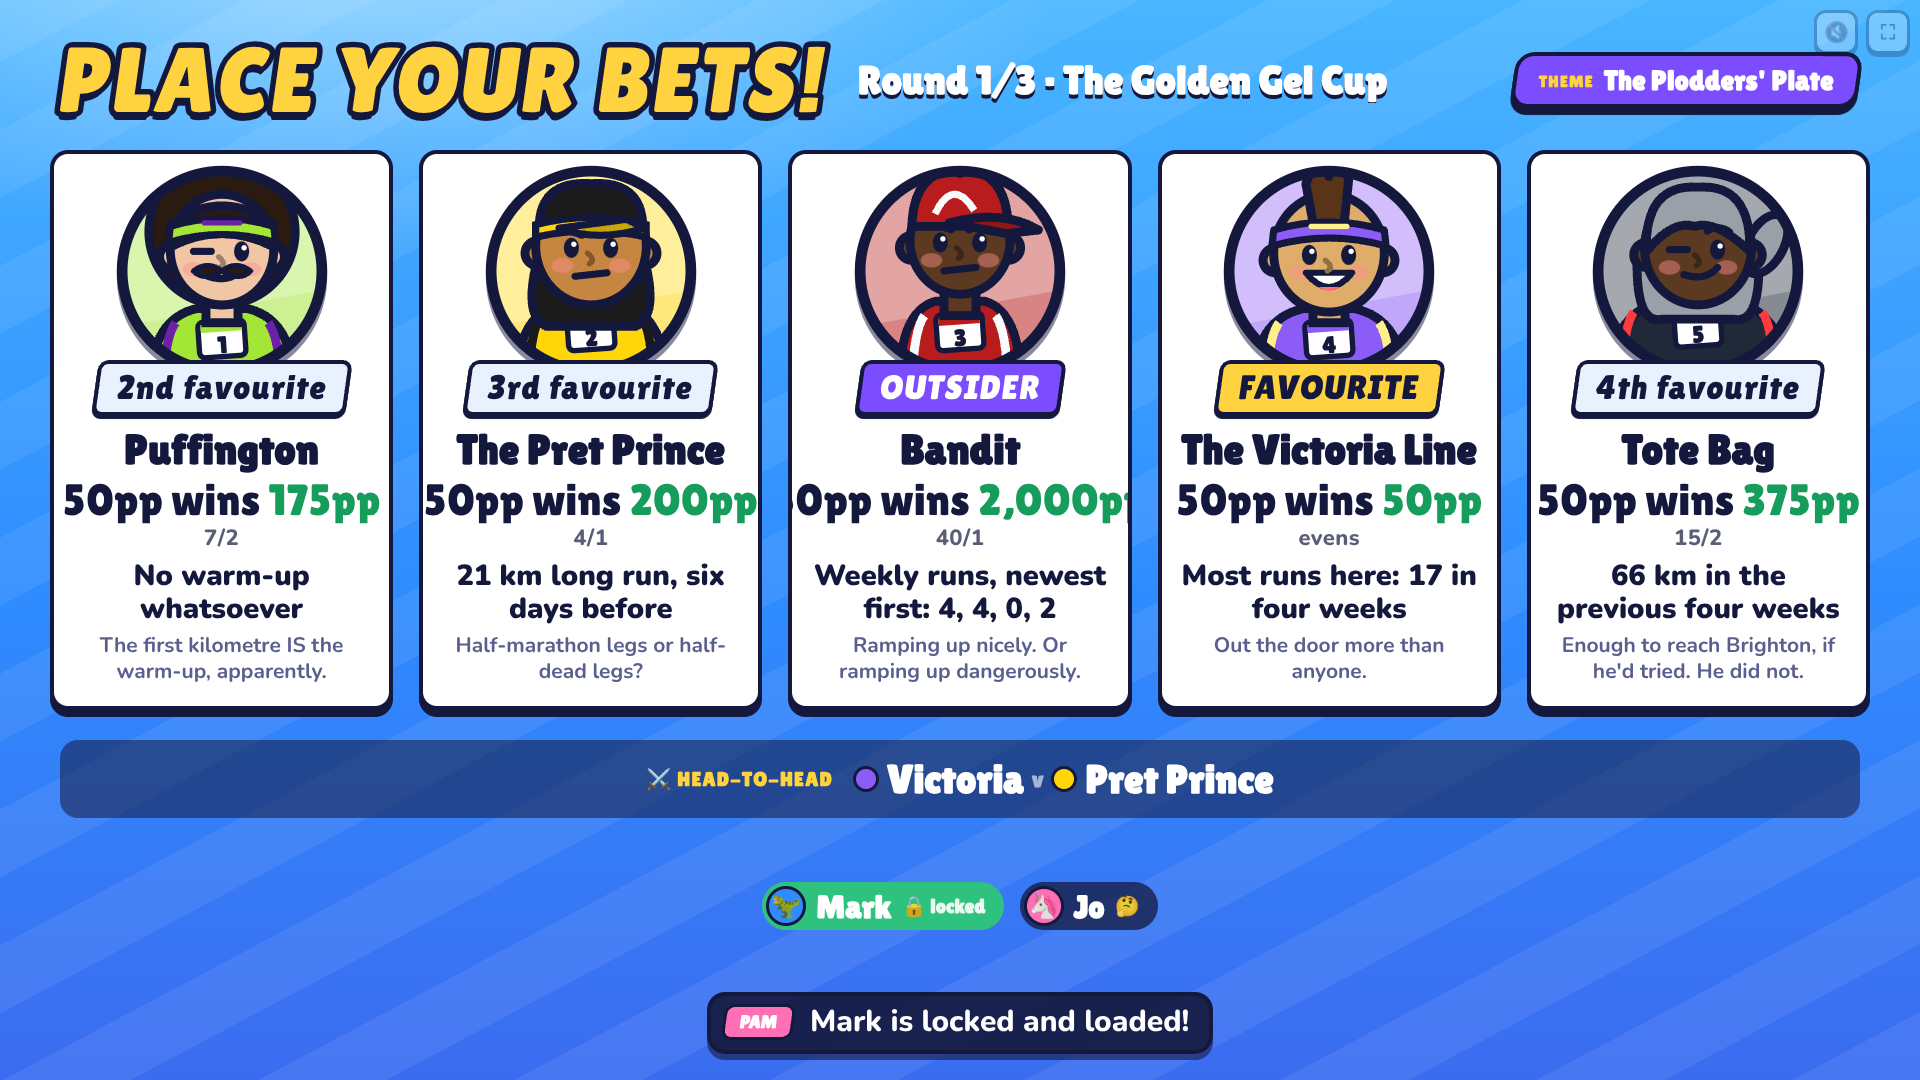 PLACE YOUR BETS!
Round 1/3 · The Golden Gel Cup
THEME The Plodders' Plate
1
2nd favourite
Puffington
50pp wins 175pp
7/2
No warm-up
whatsoever
The first kilometre IS the
warm-up, apparently.
2
3rd favourite
The Pret Prince
50pp wins 200pp
4/1
21 km long run, six
days before
Half-marathon legs or half-
dead legs?
3
OUTSIDER
Bandit
0pp wins 2,000p
40/1
Weekly runs, newest
first: 4, 4, 0, 2
Ramping up nicely. Or
ramping up dangerously.
4
FAVOURITE
The Victoria Line
50pp wins 50pp
evens
Most runs here: 17 in
four weeks
Out the door more than
anyone.
5
4th favourite
Tote Bag
50pp wins 375pp
15/2
66 km in the
previous four weeks
Enough to reach Brighton, if
he'd tried. He did not.
HEAD-TO-HEAD Victoria v Pret Prince
Mark locked
Jo
PAM Mark is locked and loaded!